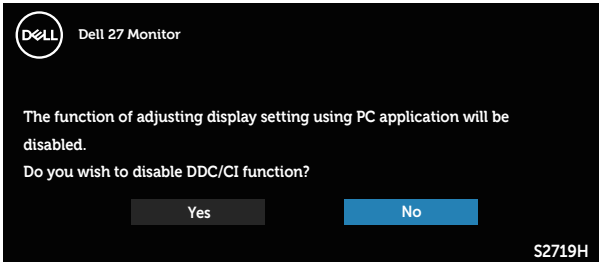 DELL Dell 27 Monitor
The function of adjusting display setting using PC application will be
disabled.
Do you wish to disable DDC/CI function?
Yes No
S2719H